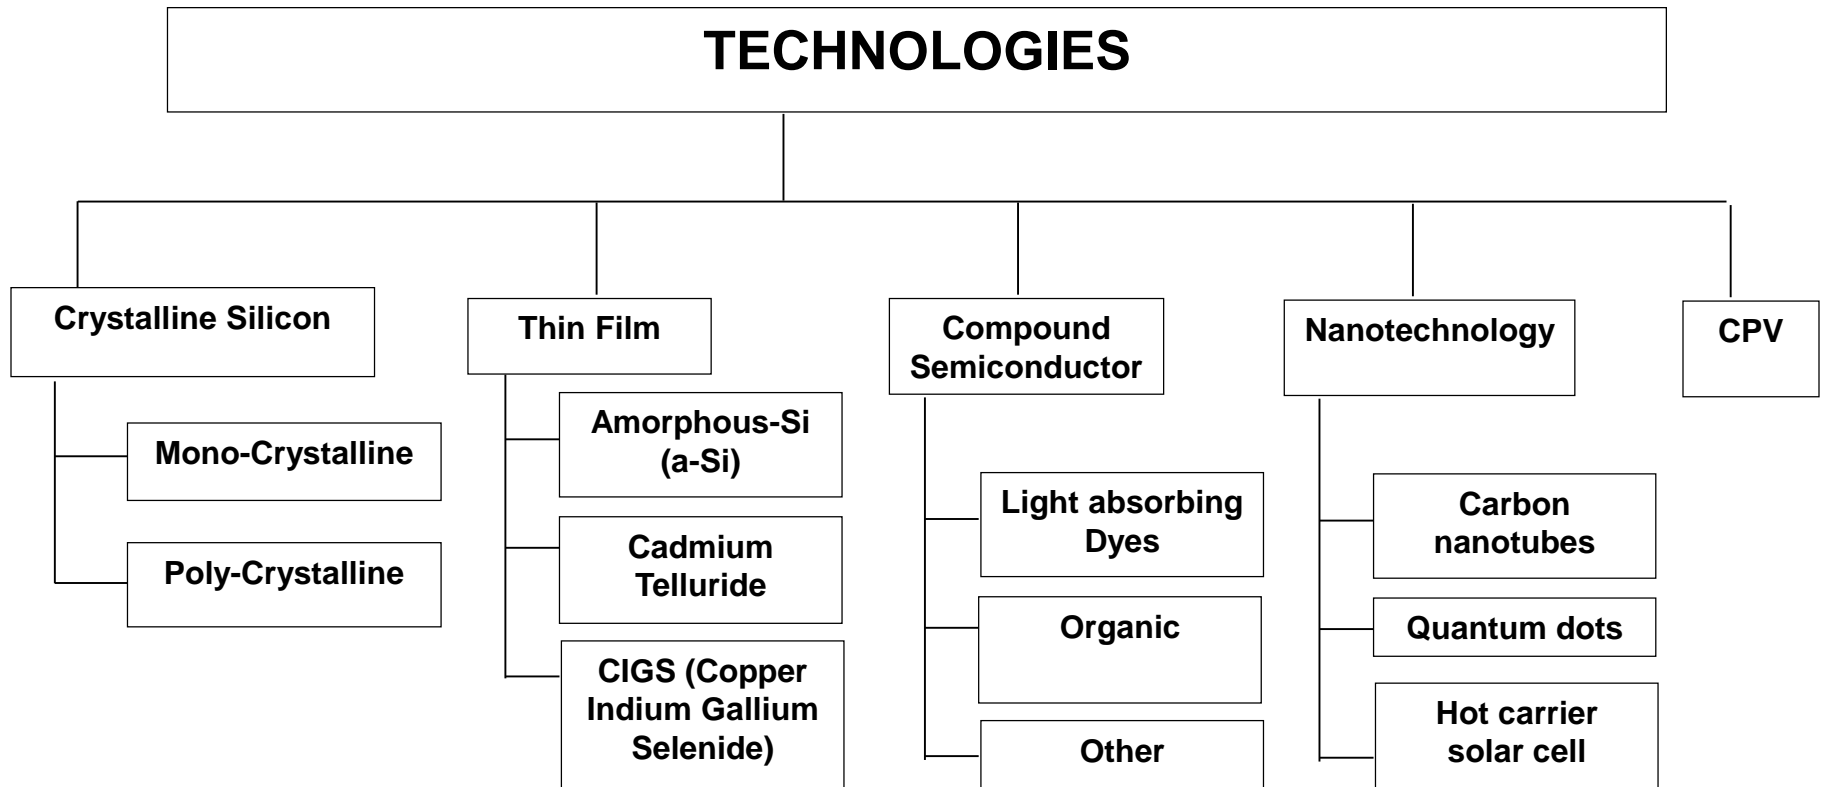 TECHNOLOGIES
Crystalline Silicon
Mono-Crystalline
Poly-Crystalline
Thin Film
Amorphous-Si
(a-Si)
Cadmium
Telluride
CIGS (Copper
Indium Gallium
Selenide)
Compound
Semiconductor
Light absorbing
Dyes
Organic
Other
Nanotechnology
Carbon
nanotubes
Quantum dots
Hot carrier
solar cell
CPV